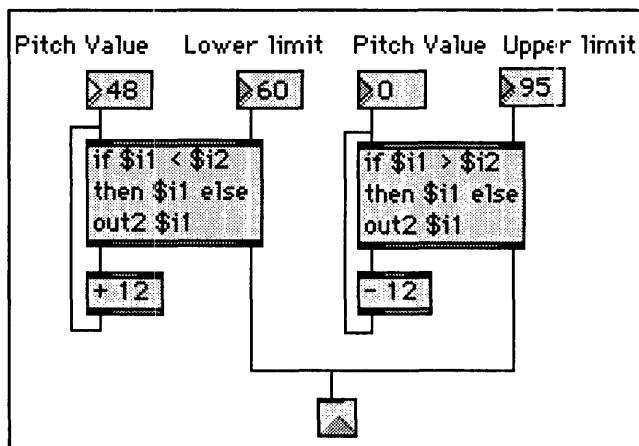 Pitch Value Lower limit Pitch Value Upper limit
48 60 0 95
if $i1 < $i2
then $i1 else
out2 $i1
if $i1 > $i2
then $i1 else
out2 $i1
+ 12
- 12